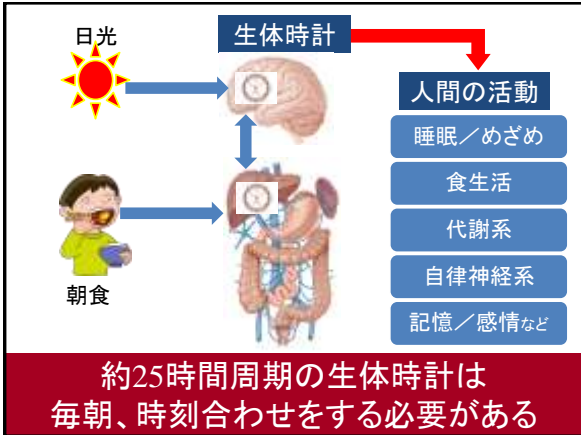 日光
生体時計
人間の活動
睡眠／めざめ
食生活
代謝系
自律神経系
記憶／感情など
朝食
約25時間周期の生体時計は
毎朝、時刻合わせをする必要がある